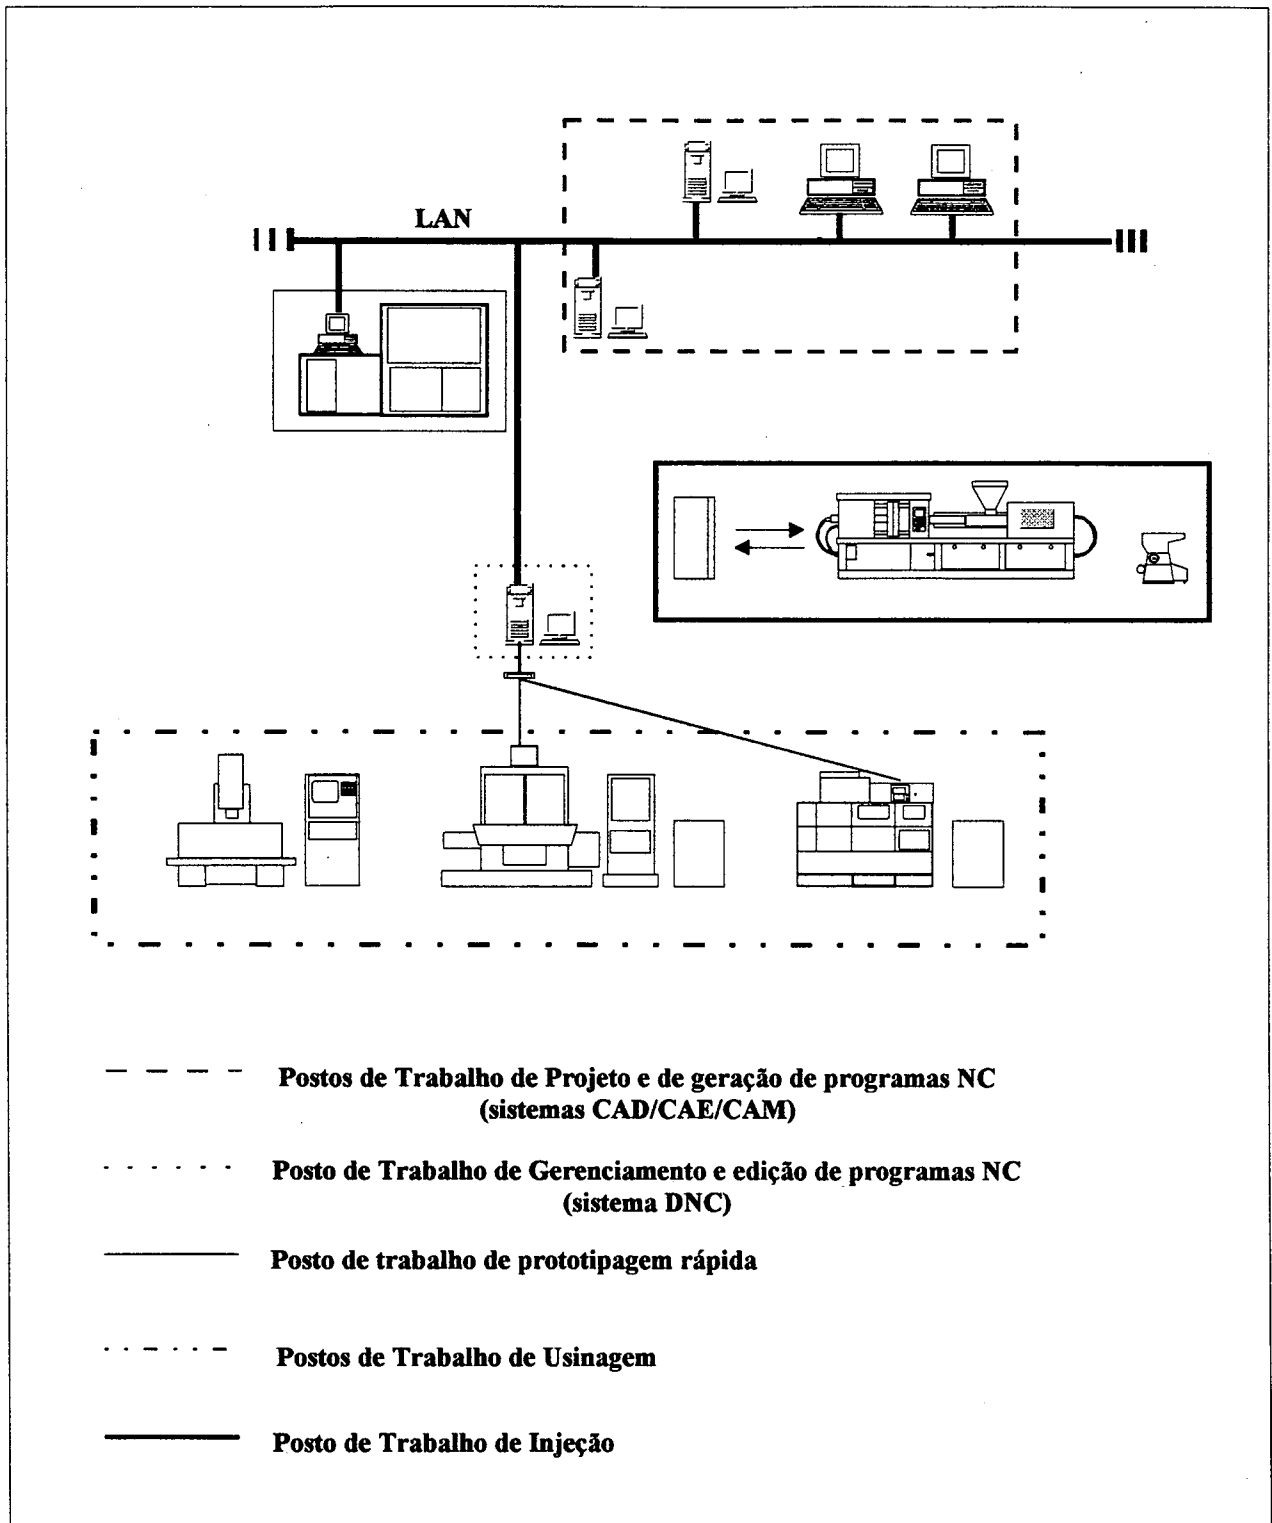 LAN
Postos de Trabalho de Projeto e de geração de programas NC
(sistemas CAD/CAE/CAM)
Posto de Trabalho de Gerenciamento e edição de programas NC
(sistema DNC)
Posto de trabalho de prototipagem rápida
Postos de Trabalho de Usinagem
Posto de Trabalho de Injeção